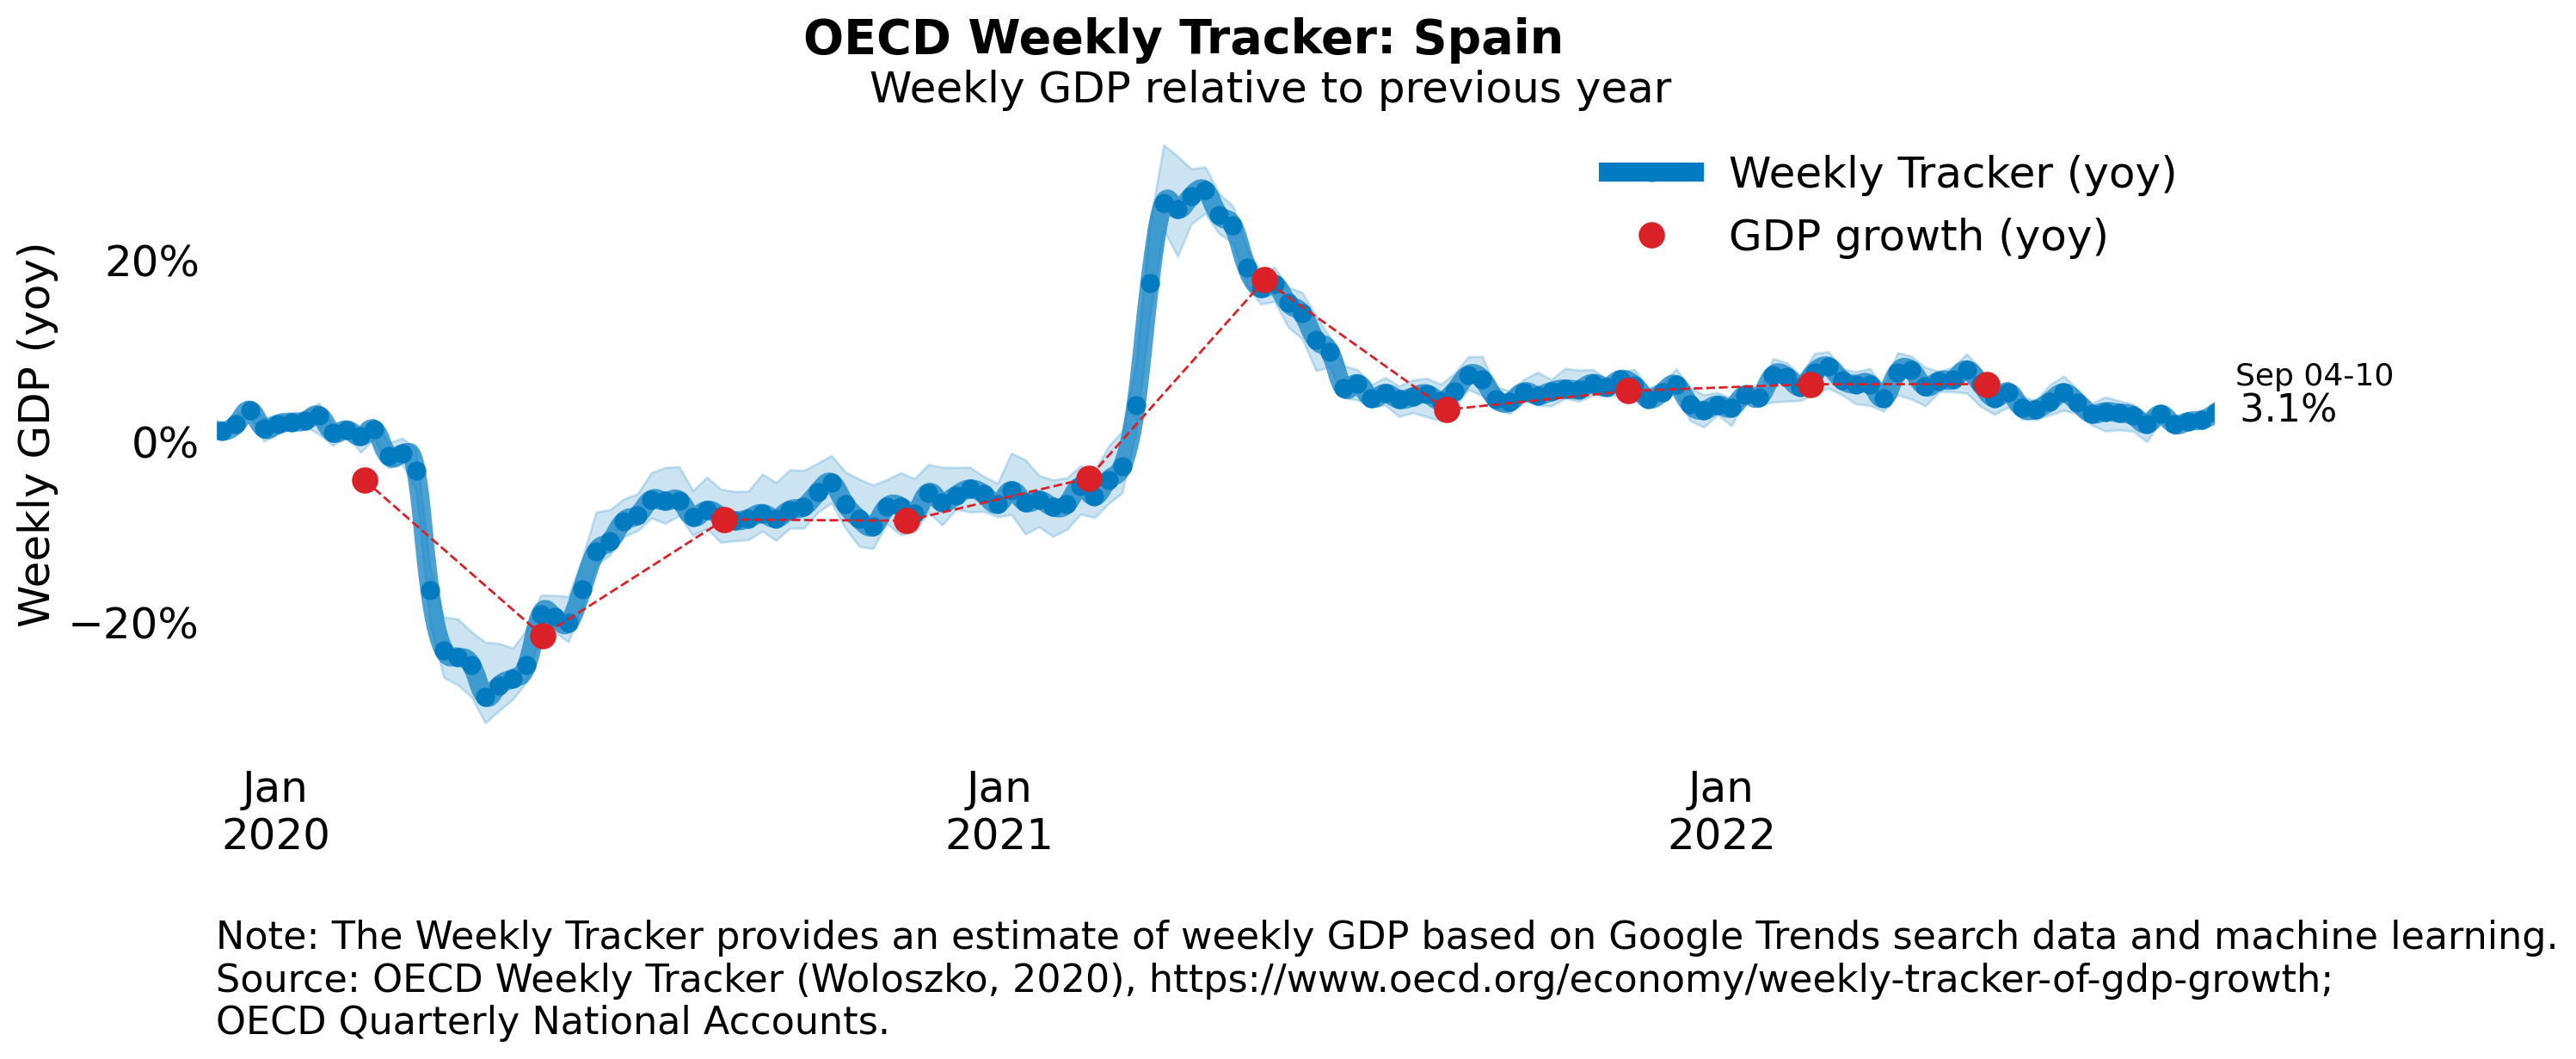 OECD Weekly Tracker: Spain
Weekly GDP relative to previous year
Weekly Tracker (yoy)
GDP growth (yoy)
Weekly GDP (yoy)
20%
0%
−20%
Sep 04-10
3.1%
Jan
2020
Jan
2021
Jan
2022
Note: The Weekly Tracker provides an estimate of weekly GDP based on Google Trends search data and machine learning.
Source: OECD Weekly Tracker (Woloszko, 2020), https://www.oecd.org/economy/weekly-tracker-of-gdp-growth;
OECD Quarterly National Accounts.